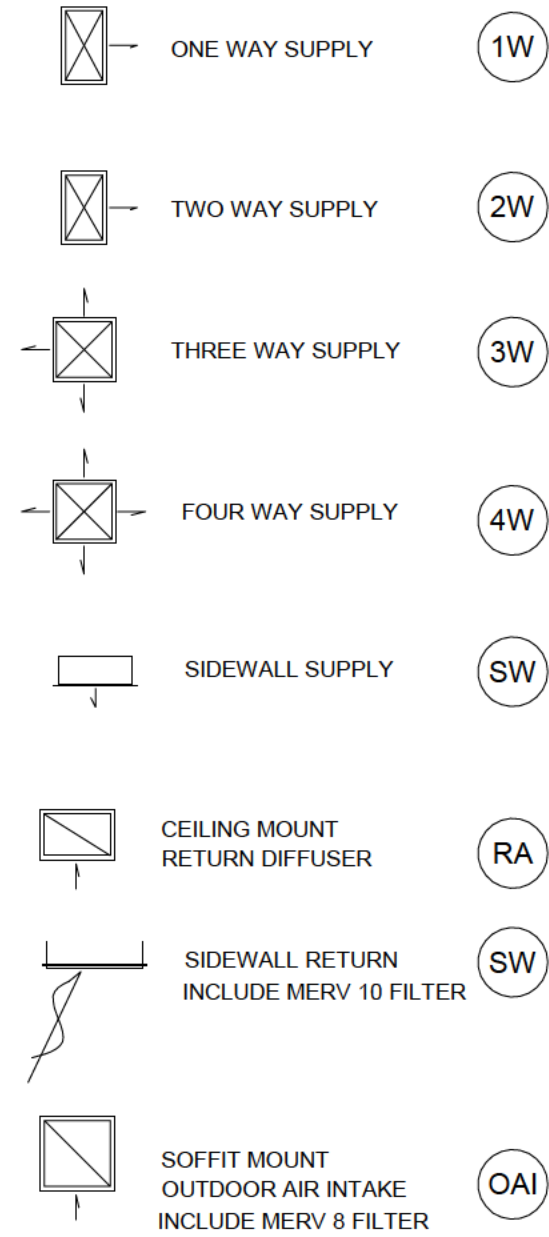 ONE WAY SUPPLY 1W
TWO WAY SUPPLY 2W
THREE WAY SUPPLY 3W
FOUR WAY SUPPLY 4W
SIDEWALL SUPPLY SW
CEILING MOUNT
RETURN DIFFUSER RA
SIDEWALL RETURN SW
INCLUDE MERV 10 FILTER
SOFFIT MOUNT
OUTDOOR AIR INTAKE OAI
INCLUDE MERV 8 FILTER